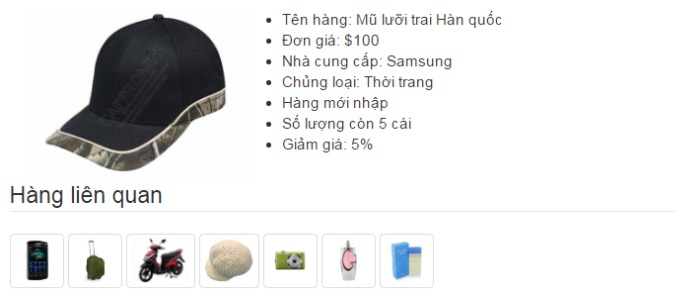 Tên hàng: Mũ lưỡi trai Hàn quốc
Đơn giá: $100
Nhà cung cấp: Samsung
Chủng loại: Thời trang
Hàng mới nhập
Số lượng còn 5 cái
Giảm giá: 5%
Hàng liên quan